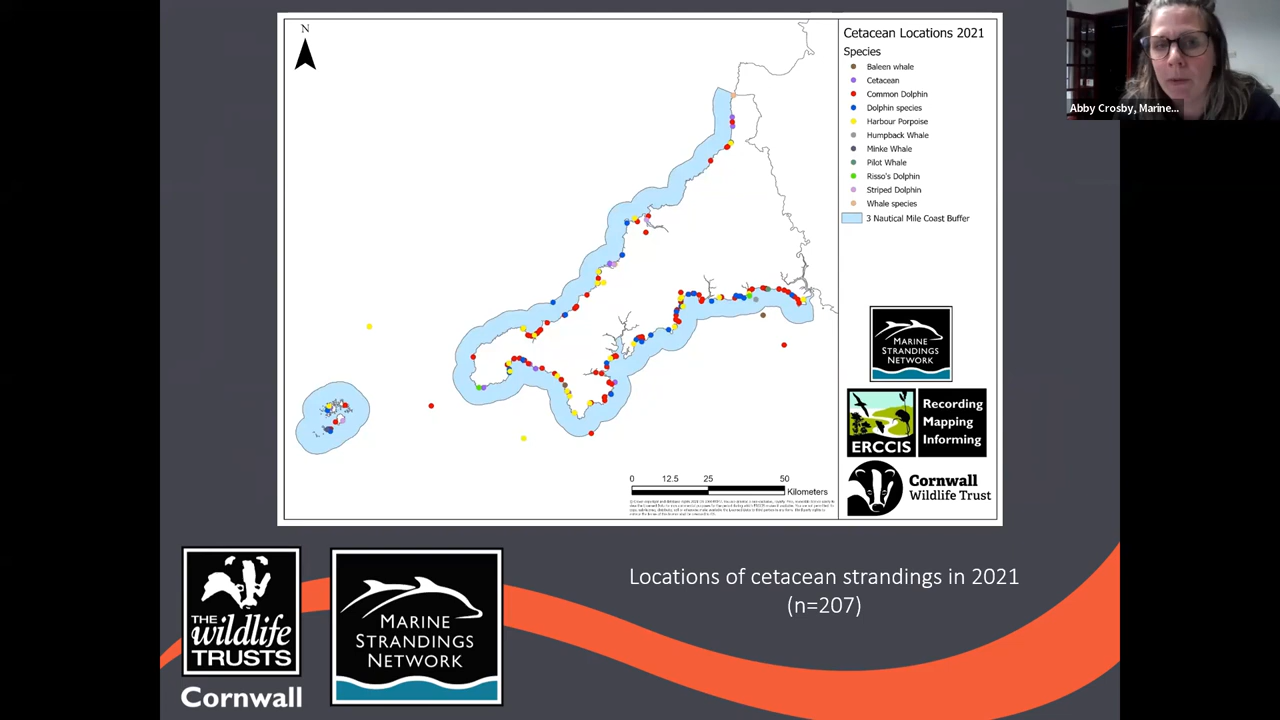 N
Cetacean Locations 2021
Species
Baleen whale
Cetacean
Common Dolphin
Dolphin species
Harbour Porpoise
Humpback Whale
Minke Whale
Pilot Whale
Risso's Dolphin
Striped Dolphin
Whale species
3 Nautical Mile Coast Buffer
Abby Crosby, Marine...
MARINE
STRANDINGS
NETWORK
ERCCIS
Recording
Mapping
Informing
Cornwall
Wildlife Trust
0 12.5 25 50
Kilometers
Locations of cetacean strandings in 2021
(n=207)
THE
wildlife
TRUSTS
Cornwall
MARINE
STRANDINGS
NETWORK